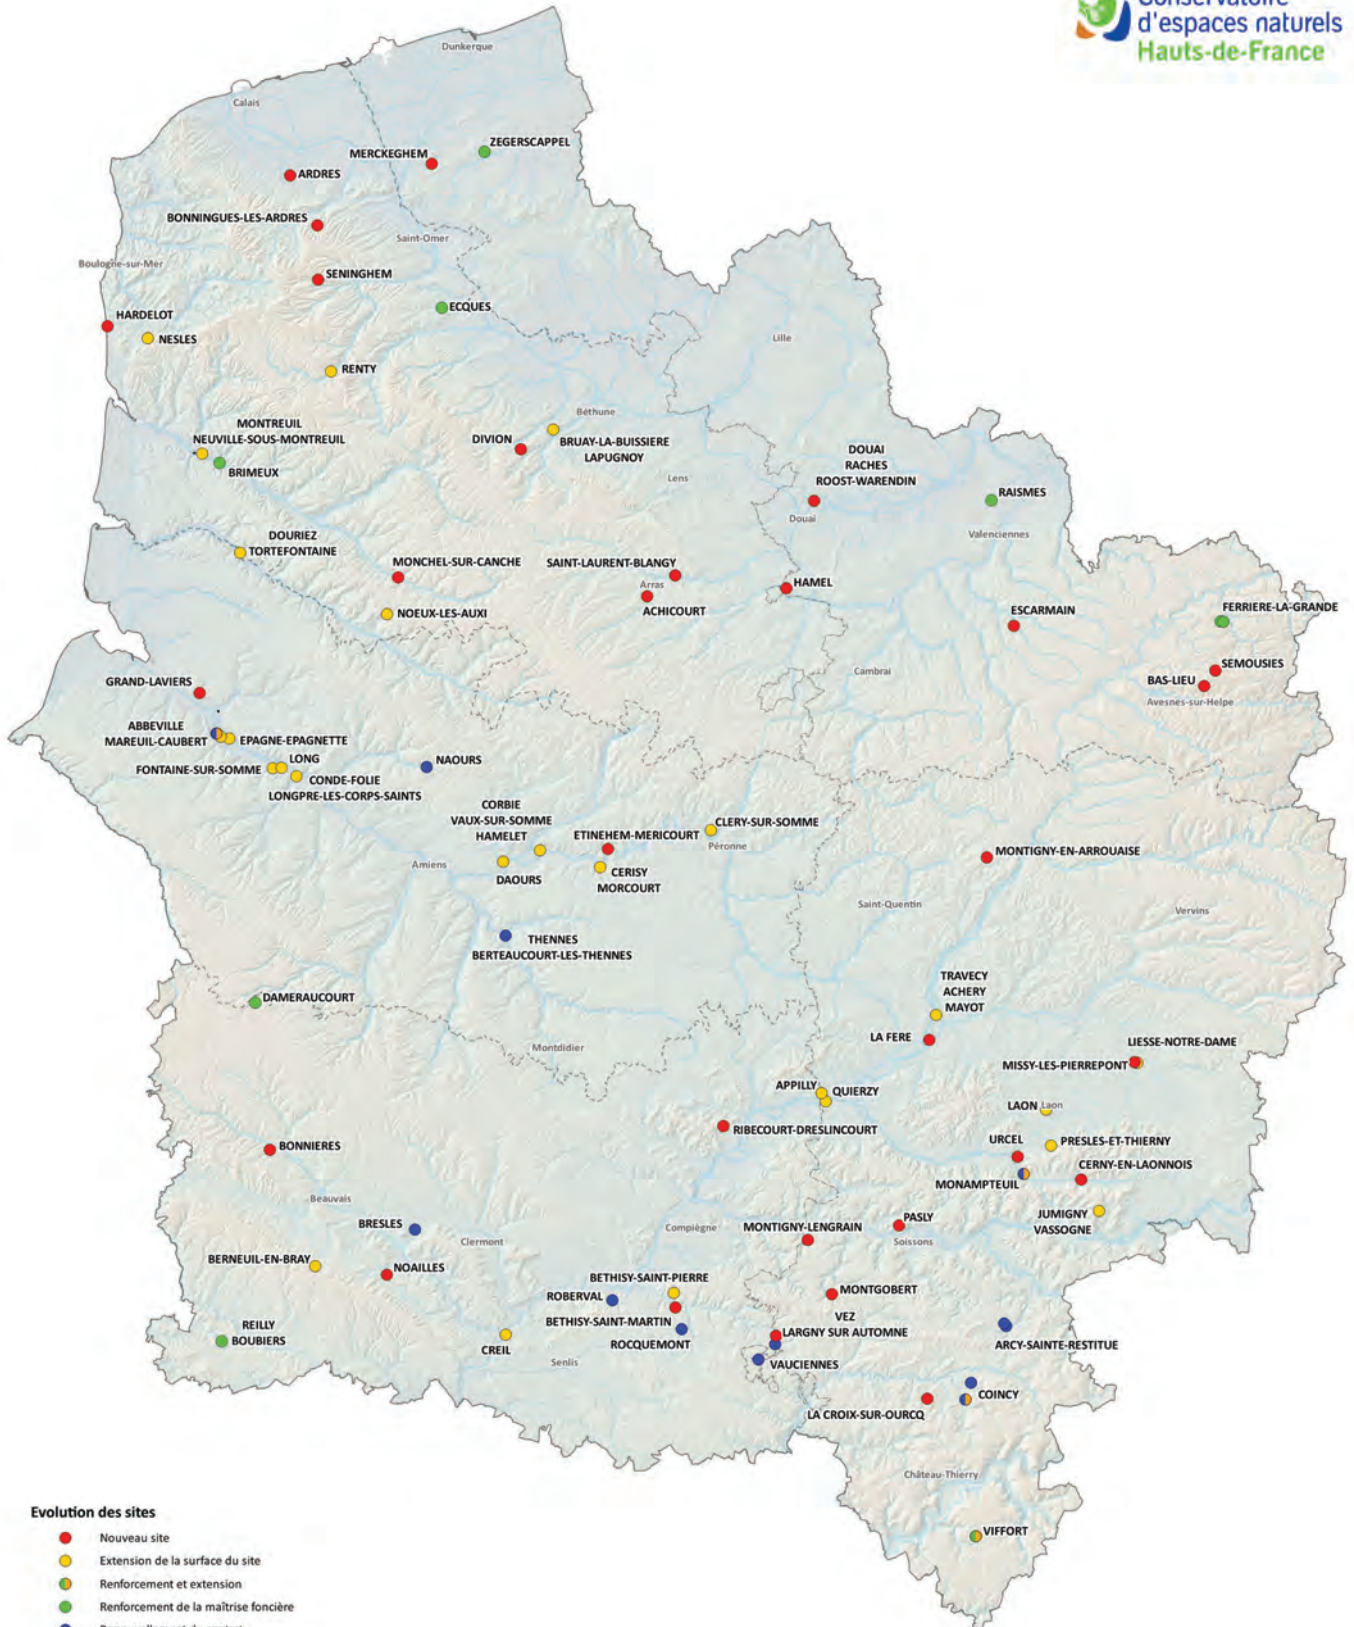 Conservatoire
d'espaces naturels
Hauts-de-France
Dunkerque
Calais
ZEGERSCAPPEL
MERCKEGHEM
ARDRES
BONNINGUES-LES-ARDRES
Saint-Omer
Boulogne-sur-Mer
SENINGHEM
ECQUES
HARDELOT
NESLES
Lille
RENTY
Béthune
MONTREUIL
NEUVILLE-SOUS-MONTREUIL
BRIMEUX
DIVION
BRUAY-LA-BUISSIERE
LAPUGNOY
Lens
DOUAI
RACHES
ROOST-WARENDIN
Douai
RAISMES
Valenciennes
DOURIEZ
TORTEFONTAINE
MONCHEL-SUR-CANCHE
SAINT-LAURENT-BLANGY
Arras
ACHICOURT
HAMEL
NOEUX-LES-AUXI
ESCARMAIN
FERRIERE-LA-GRANDE
SEMOUSIES
BAS-LIEU
Avesnes-sur-Helpe
Cambrai
GRAND-LAVIERS
ABBEVILLE
MAREUIL-CAUBERT
EPAGNE-EPAGNETTE
LONG
FONTAINE-SUR-SOMME
CONDE-FOLIE
LONGPRE-LES-CORPS-SAINTS
NAOURS
CORBIE
VAUX-SUR-SOMME
HAMELET
DAOURS
Amiens
ETINEHEM-MERICOURT
CLERY-SUR-SOMME
Péronne
CERISY
MORCOURT
MONTIGNY-EN-ARROUAISE
Saint-Quentin
Vervins
THENNES
BERTEAUCOURT-LES-THENNES
DAMERAUCOURT
Montdidier
TRAVECY
ACHERY
MAYOT
LA FERE
LIESSE-NOTRE-DAME
MISSY-LES-PIERREPONT
APPILLY
QUIERZY
LAON
Laon
RIBECOURT-DRESLINCOURT
URCEL
PRESLES-ET-THIERNY
CERNY-EN-LAONNOIS
MONAMPTEUIL
BONNIERES
Beauvais
BRESLES
Clermont
Compiègne
MONTIGNY-LENGRAIN
PASLY
Soissons
JUMIGNY
VASSOGNE
BERNEUIL-EN-BRAY
NOAILLES
BETHISY-SAINT-PIERRE
ROBERVAL
BETHISY-SAINT-MARTIN
ROCQUEMONT
MONTGOBERT
VEZ
LARGNY SUR AUTOMNE
VAUCIENNES
ARCY-SAINTE-RESTITUE
REILLY
BOUBIERS
CREIL
Senlis
COINCY
LA CROIX-SUR-OURCQ
Château-Thierry
VIFFORT
Evolution des sites
Nouveau site
Extension de la surface du site
Renforcement et extension
Renforcement de la maîtrise foncière